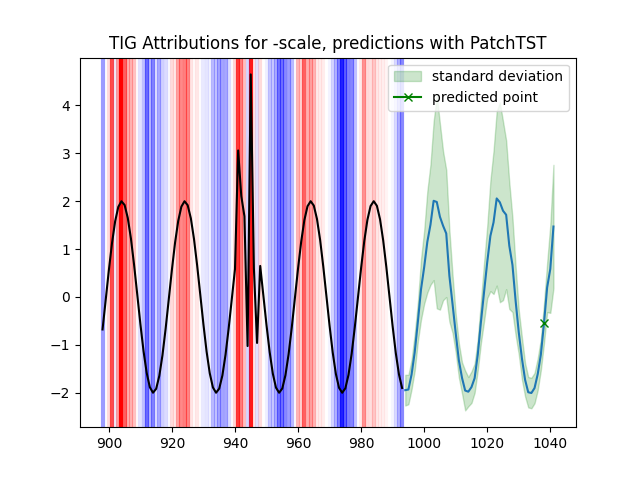 TIG Attributions for -scale, predictions with PatchTST
standard deviation
predicted point
4
3
2
1
0
−1
−2
900 920 940 960 980 1000 1020 1040